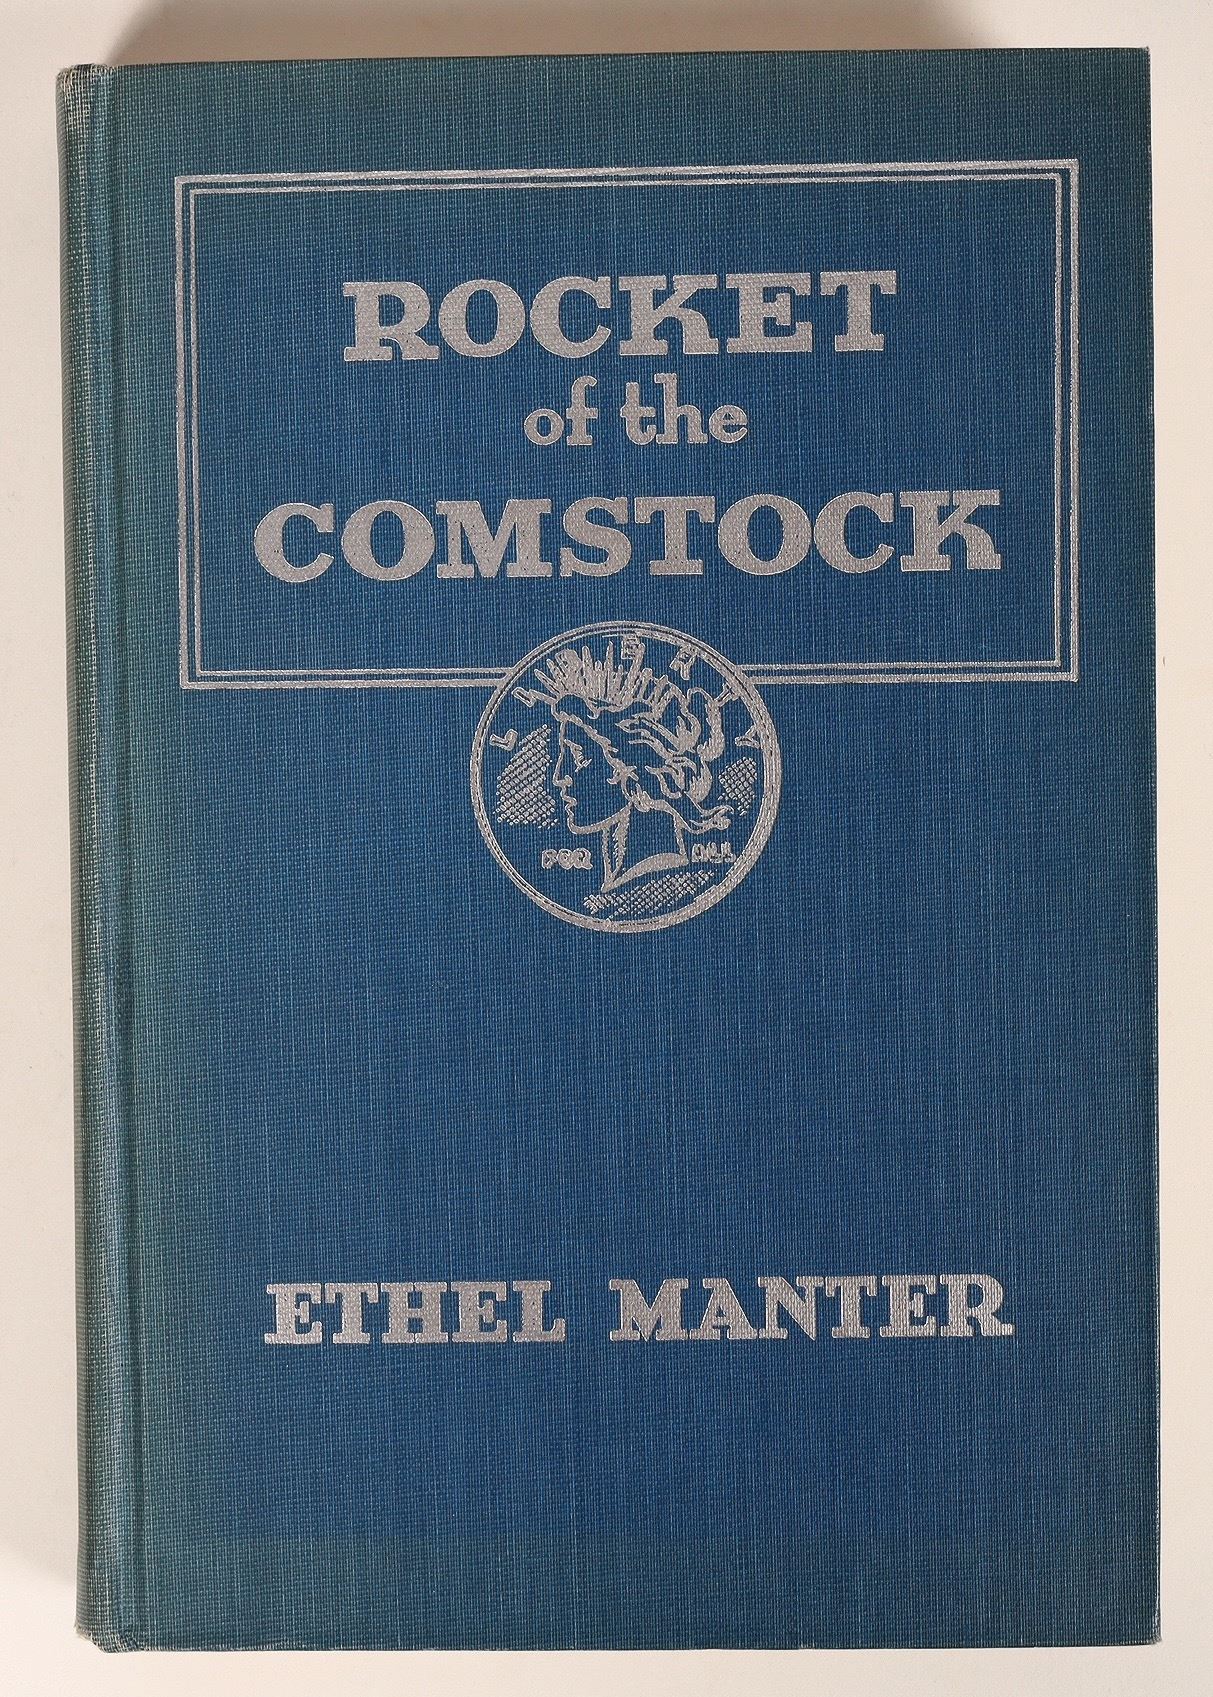 ROCKET
of the
COMSTOCK
LIBERTY
ETHEL MANTER